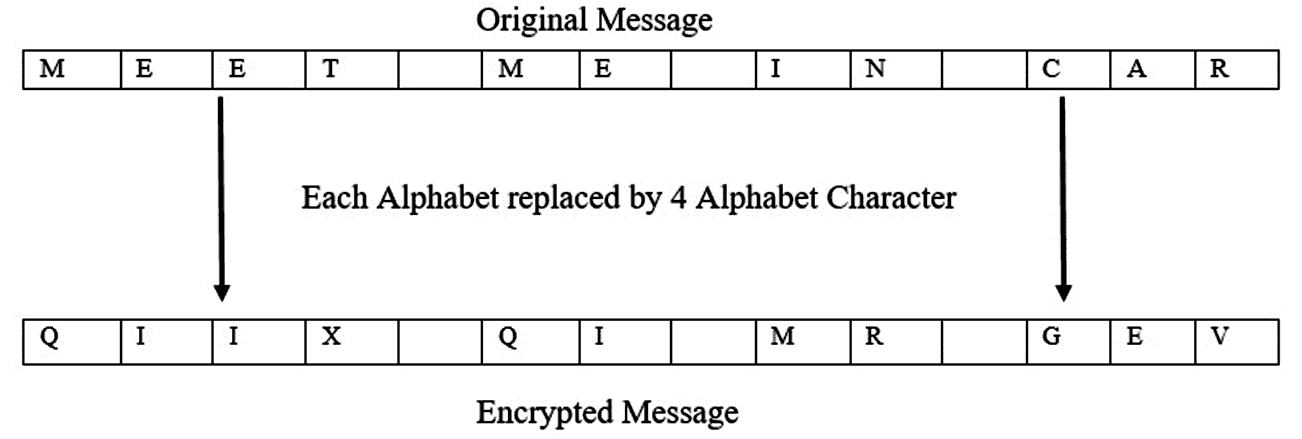 Original Message
M E E T M E I N C A R
Each Alphabet replaced by 4 Alphabet Character
Q I I X Q I M R G E V
Encrypted Message